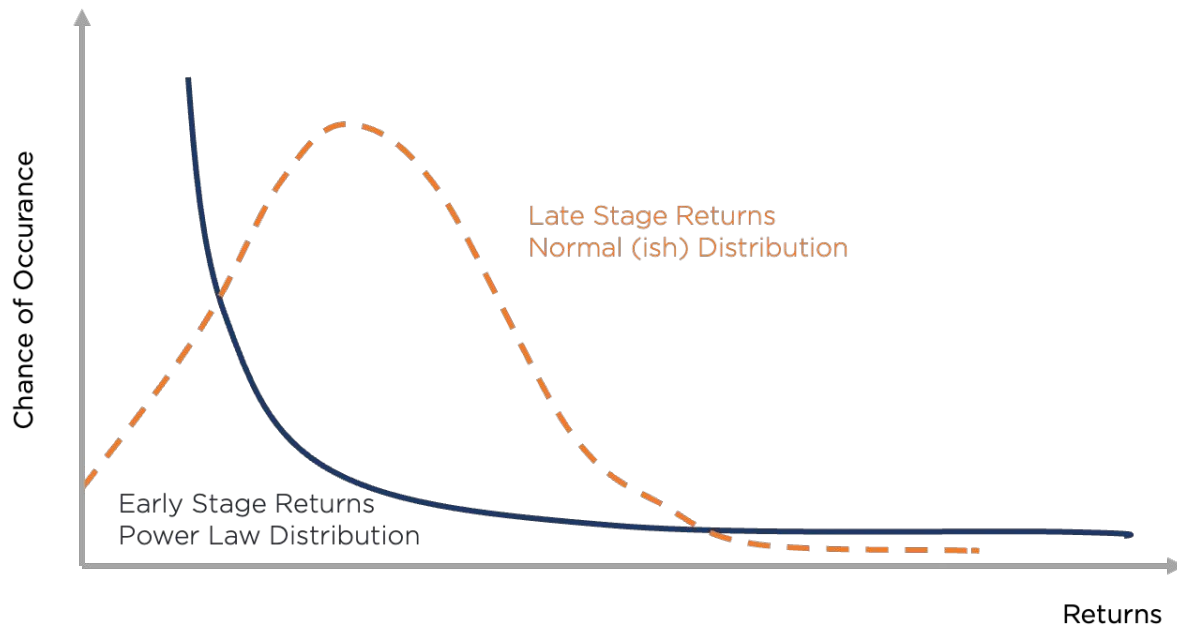 Chance of Occurance
Late Stage Returns
Normal (ish) Distribution
Early Stage Returns
Power Law Distribution
Returns